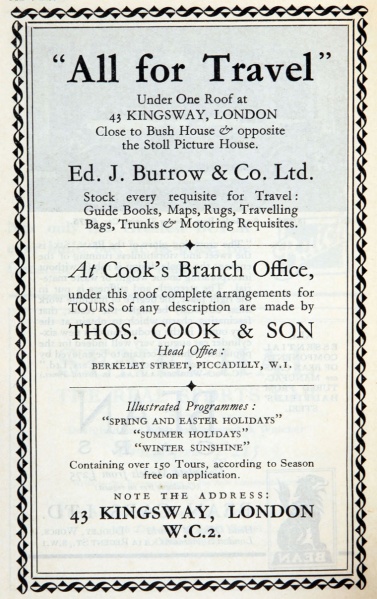 "All for Travel"
Under One Roof at
43 KINGSWAY, LONDON
Close to Bush House & opposite
the Stoll Picture House.
Ed. J. Burrow & Co. Ltd.
Stock every requisite for Travel:
Guide Books, Maps, Rugs, Travelling
Bags, Trunks & Motoring Requisites.
At Cook's Branch Office,
under this roof complete arrangements for
TOURS of any description are made by
THOS. COOK & SON
Head Office:
BERKELEY STREET, PICCADILLY, W.1.
Illustrated Programmes:
"SPRING AND EASTER HOLIDAYS"
"SUMMER HOLIDAYS"
"WINTER SUNSHINE"
Containing over 150 Tours, according to Season
free on application.
NOTE THE ADDRESS:
43 KINGSWAY, LONDON
W.C.2.